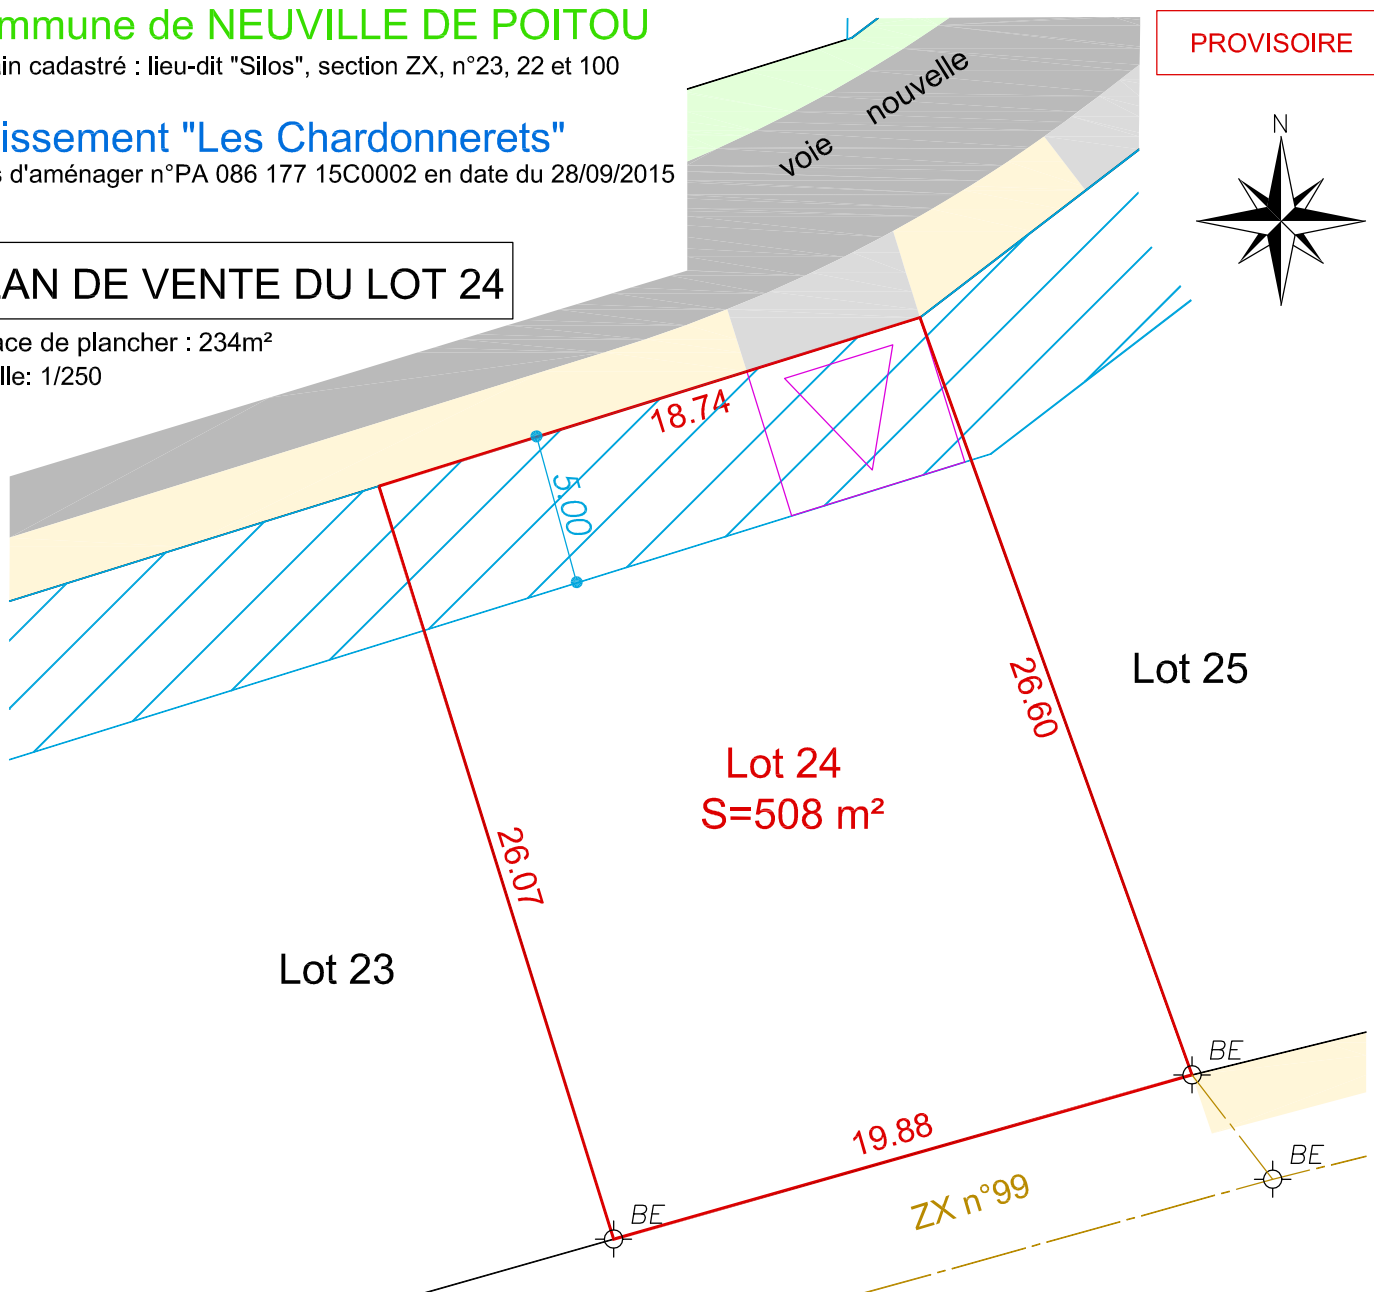 mmune de NEUVILLE DE POITOU
in cadastré : lieu-dit "Silos", section ZX, n°23, 22 et 100
issement "Les Chardonnerets"
s d'aménager n°PA 086 177 15C0002 en date du 28/09/2015
PROVISOIRE
N
voie nouvelle
AN DE VENTE DU LOT 24
ace de plancher : 234m²
lle: 1/250
18.74
5.00
26.60
Lot 25
Lot 24
S=508 m²
26.07
Lot 23
BE
19.88
BE
ZX n°99
BE